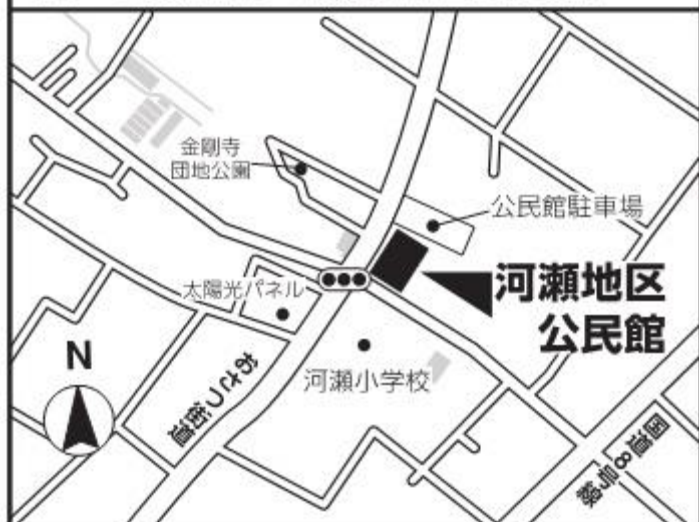 金剛寺
団地公園
公民館駐車場
河瀬地区
公民館
太陽光パネル
N
おとつ街道
河瀬小学校
国道8号線